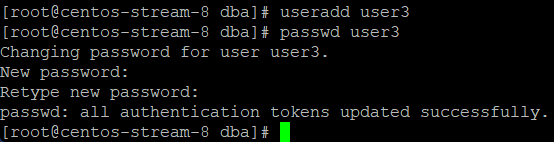 [root@centos-stream-8 dba]# useradd user3
[root@centos-stream-8 dba]# passwd user3
Changing password for user user3.
New password:
Retype new password:
passwd: all authentication tokens updated successfully.
[root@centos-stream-8 dba]#